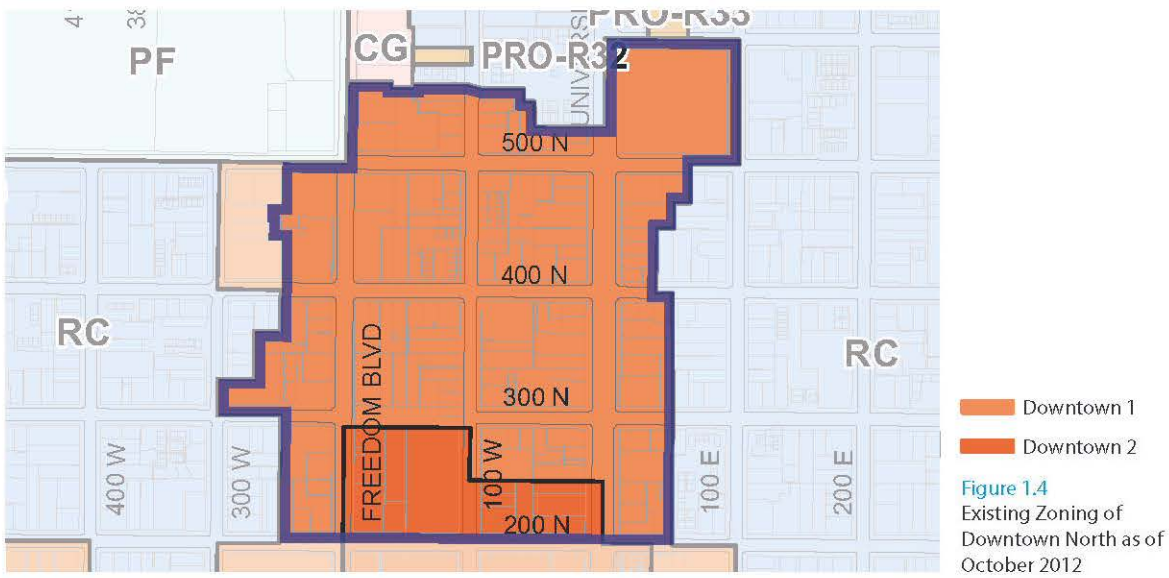 PRO-R55
PF
CG
PRO-R32
500 N
400 N
RC
RC
FREEDOM BLVD
300 N
400 W
300 W
100 W
100 E
200 E
200 N
Downtown 1
Downtown 2
Figure 1.4
Existing Zoning of
Downtown North as of
October 2012